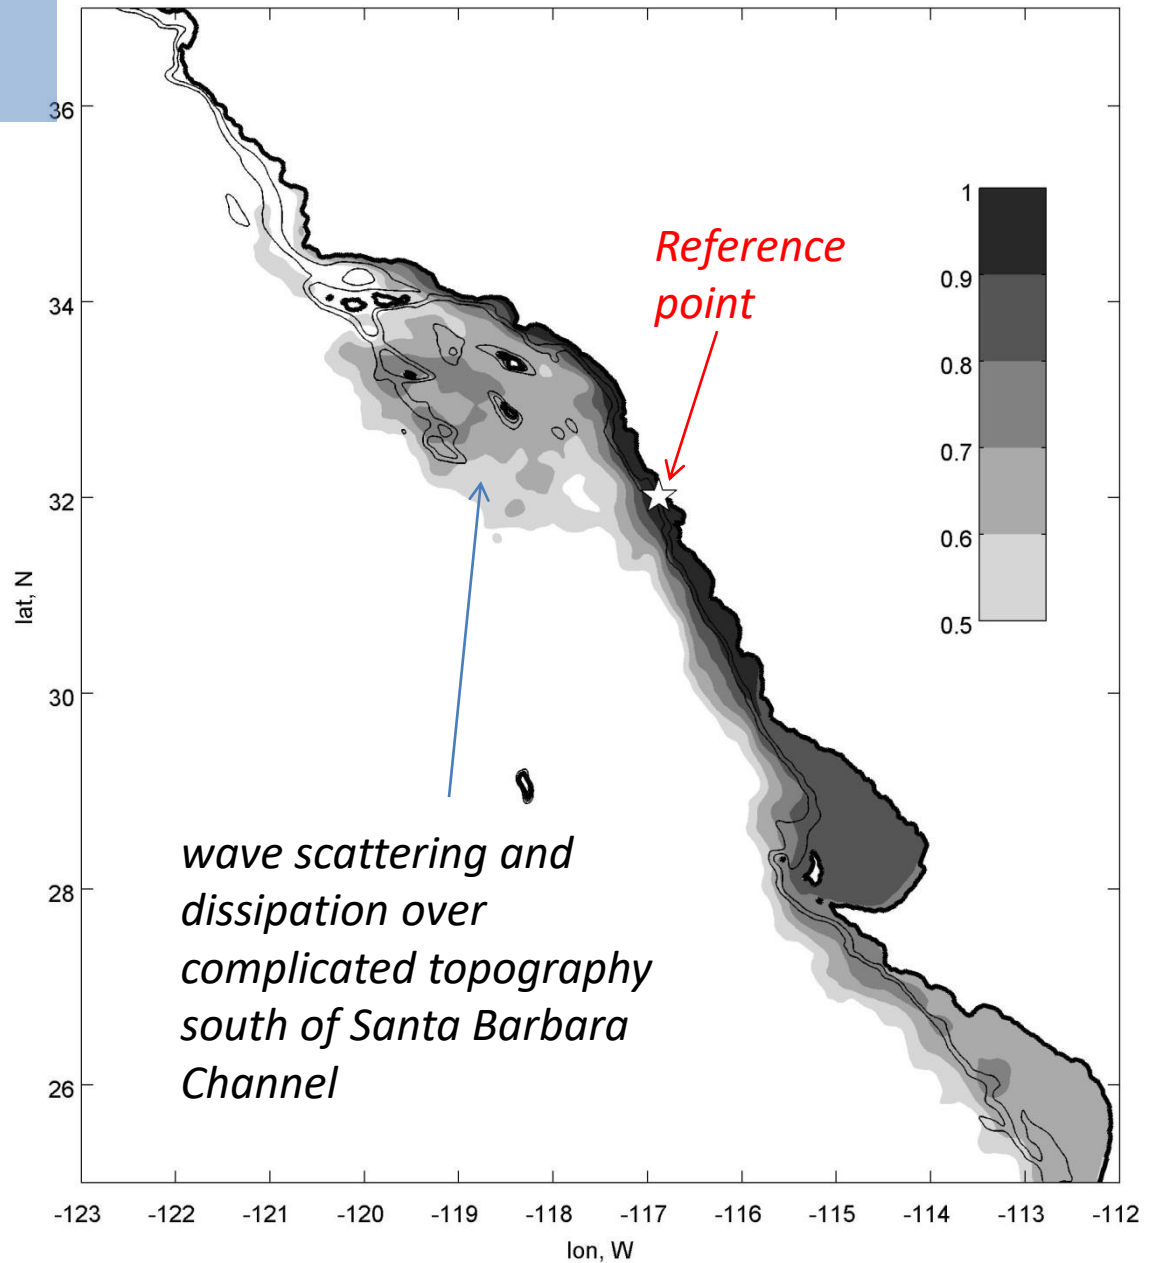 36
34
32
30
28
26
lat, N
Reference
point
1
0.9
0.8
0.7
0.6
0.5
wave scattering and
dissipation over
complicated topography
south of Santa Barbara
Channel
-123 -122 -121 -120 -119 -118 -117 -116 -115 -114 -113 -112
lon, W